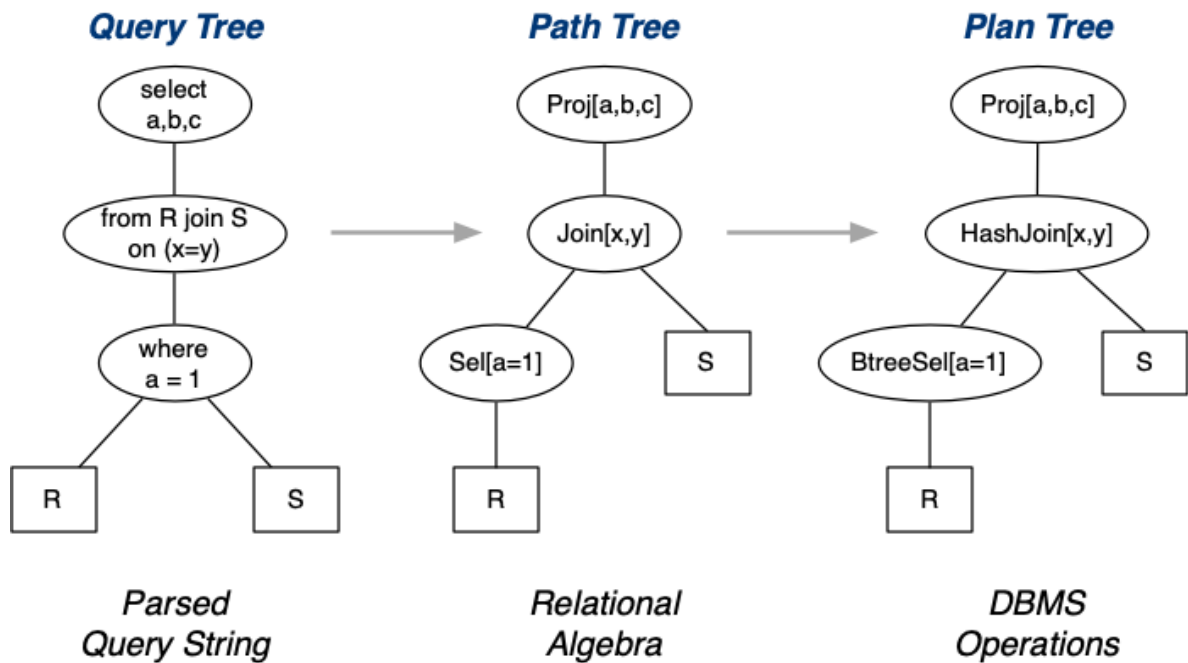 Query Tree
select
a,b,c
from R join S
on (x=y)
where
a = 1
R
S
Parsed
Query String
Path Tree
Proj[a,b,c]
Join[x,y]
Sel[a=1]
S
R
Relational
Algebra
Plan Tree
Proj[a,b,c]
HashJoin[x,y]
BtreeSel[a=1]
S
R
DBMS
Operations